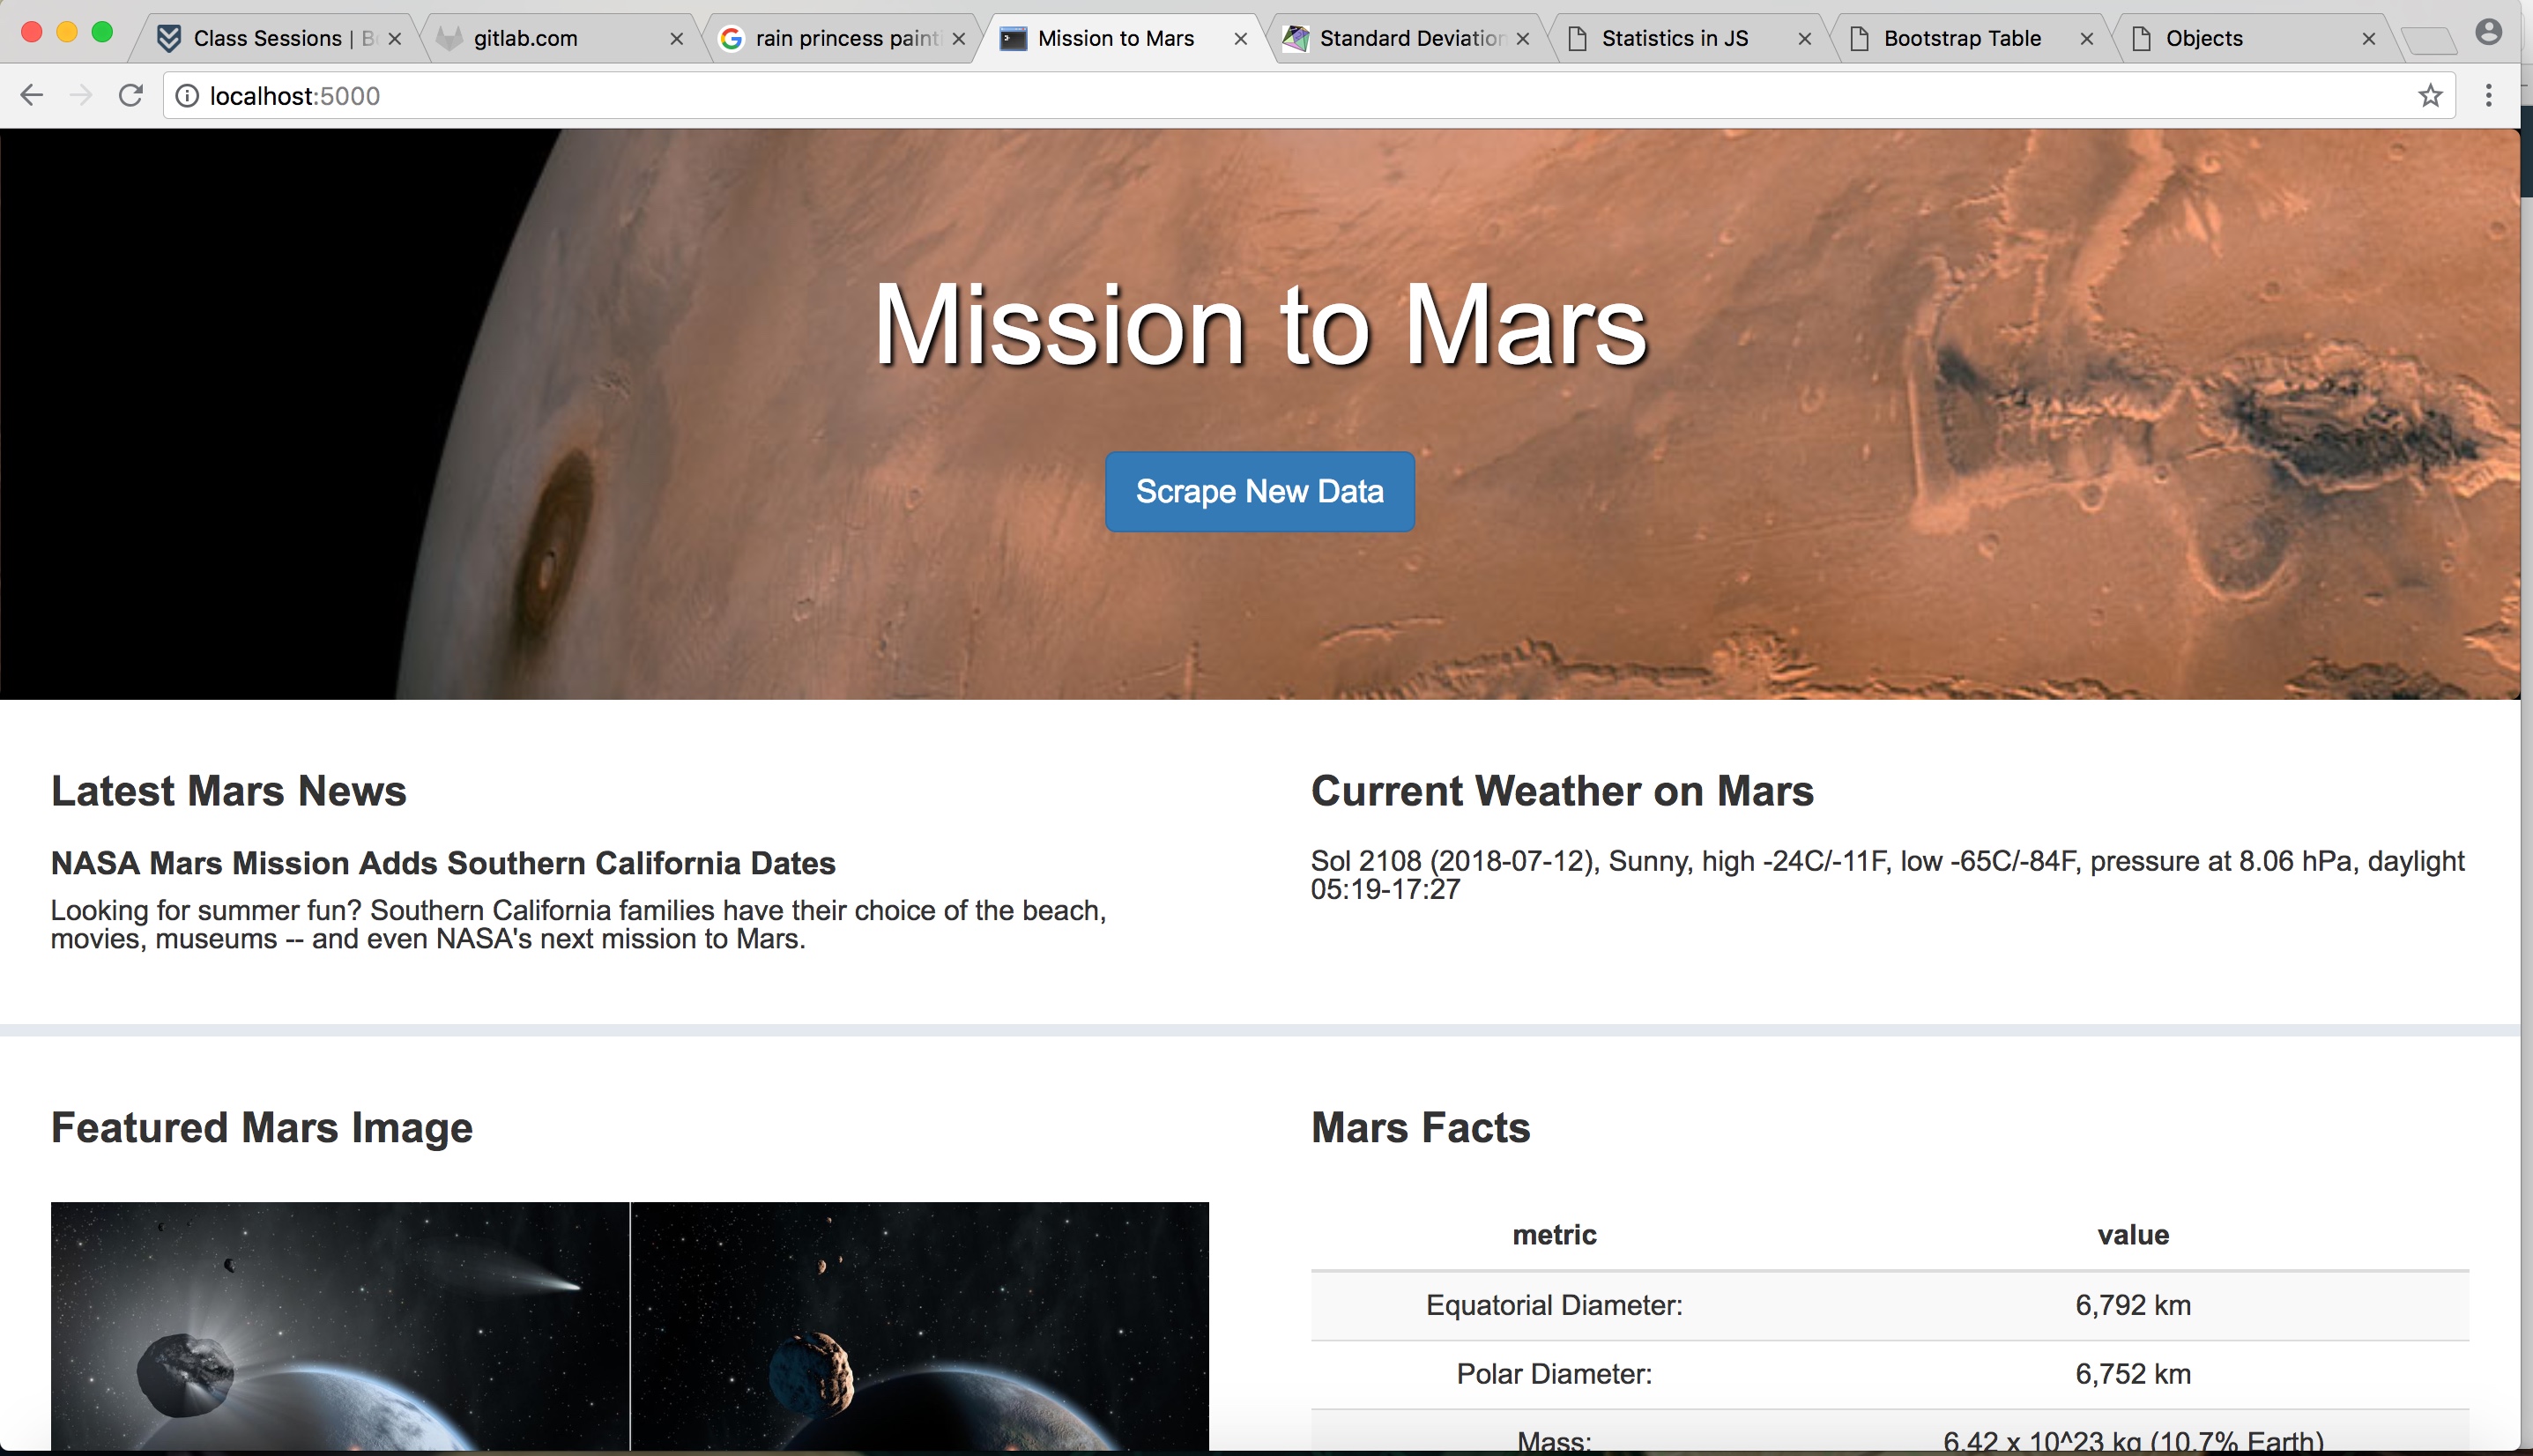 Class Sessions | B
gitlab.com
rain princess paint
Mission to Mars
Standard Deviation
Statistics in JS
Bootstrap Table
Objects
localhost:5000
Mission to Mars
Scrape New Data
Latest Mars News
NASA Mars Mission Adds Southern California Dates
Looking for summer fun? Southern California families have their choice of the beach,
movies, museums -- and even NASA's next mission to Mars.
Current Weather on Mars
Sol 2108 (2018-07-12), Sunny, high -24C/-11F, low -65C/-84F, pressure at 8.06 hPa, daylight
05:19-17:27
Featured Mars Image
Mars Facts
metric value
Equatorial Diameter: 6,792 km
Polar Diameter: 6,752 km
Mass: 6.42 x 10^23 kg (10.7% Earth)